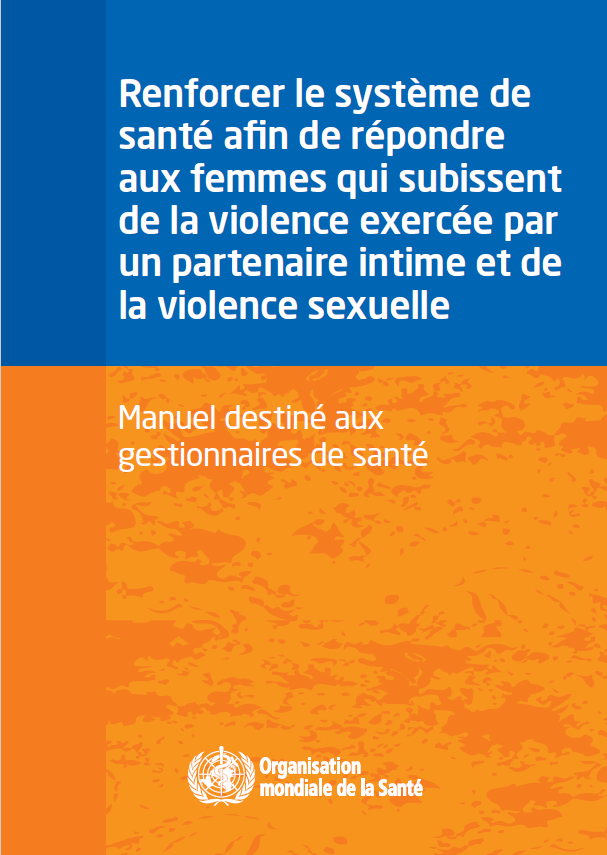 Renforcer le système de
santé afin de répondre
aux femmes qui subissent
de la violence exercée par
un partenaire intime et de
la violence sexuelle
Manuel destiné aux
gestionnaires de santé
Organisation
mondiale de la Santé